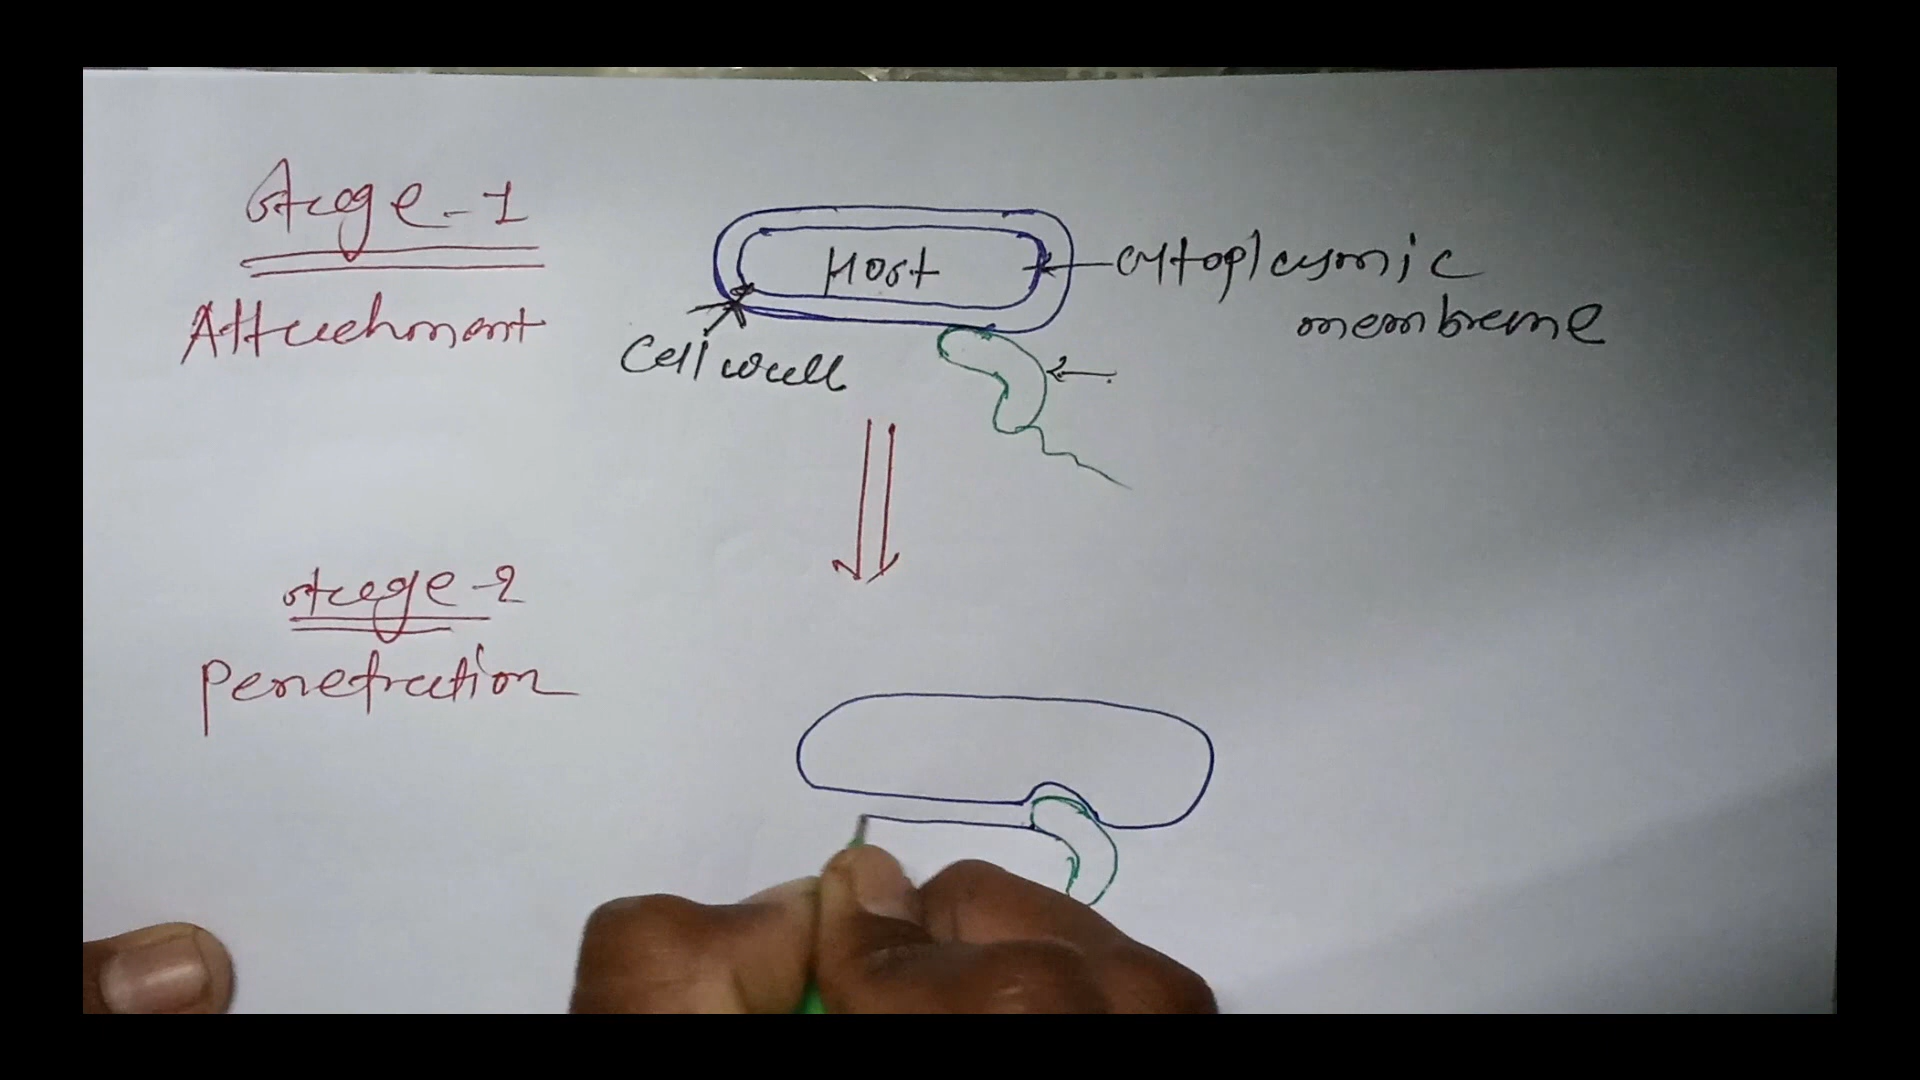 Stage-1
Attachment
Host
Cytoplasmic
membrane
Cell wall
Stage-2
Penetration